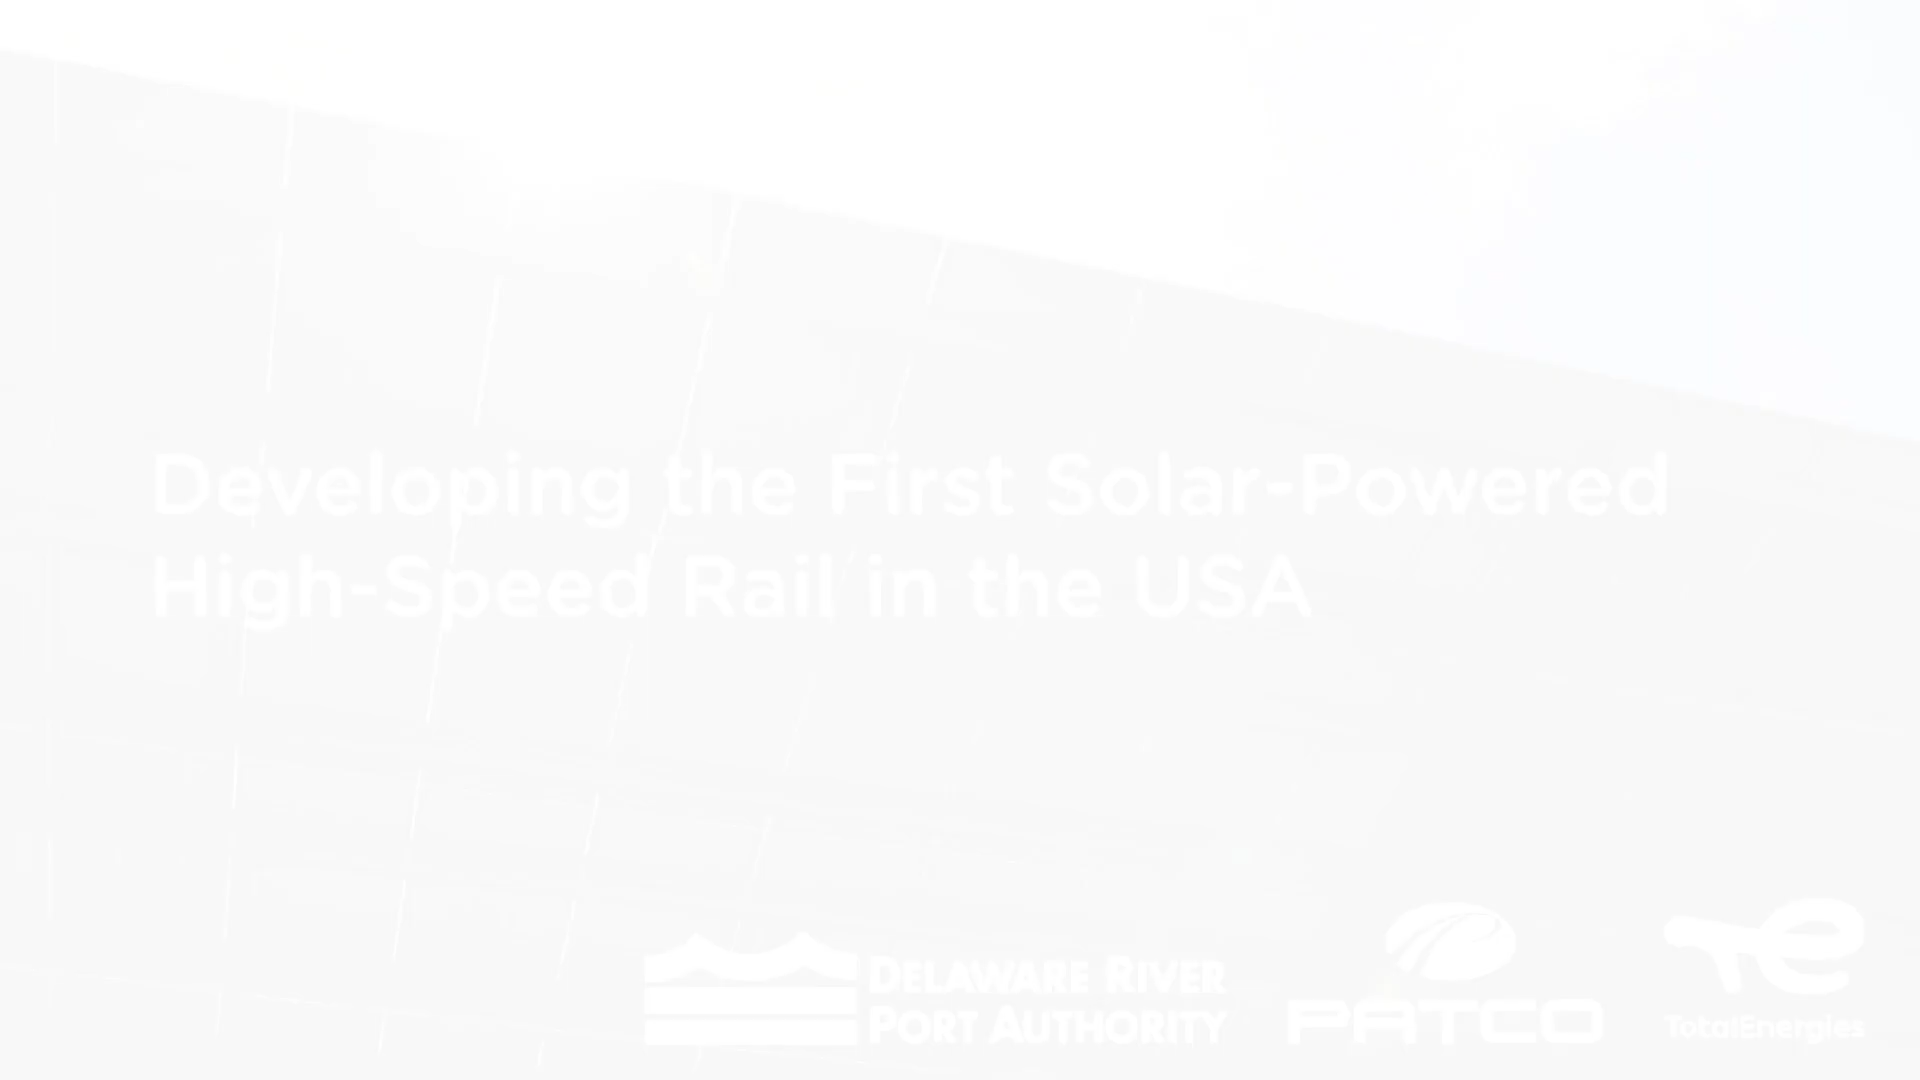 Developing the First Solar-Powered
High-Speed Rail in the USA
DELAWARE RIVER
PORT AUTHORITY
PATCO
TotalEnergies